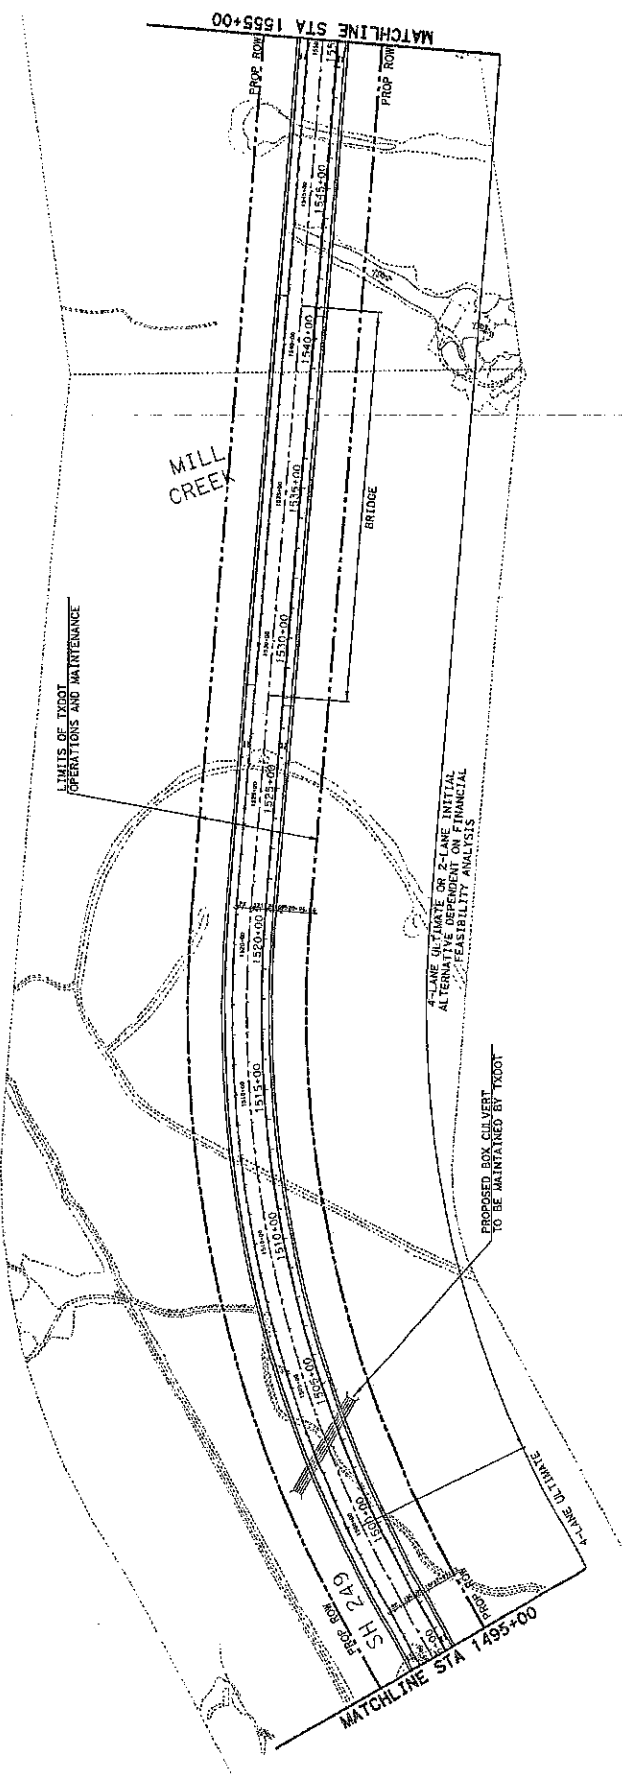 MATCHLINE STA 1555+00
PROP ROW
PROP ROW
1545+00
1540+00
MILL
CREEK
1535+00
BRIDGE
1530+00
LIMITS OF TXDOT
OPERATIONS AND MAINTENANCE
1525+00
1520+00
4-LANE ULTIMATE OR 2-LANE INITIAL
ALTERNATIVE DEPENDENT ON FINANCIAL
FEASIBILITY ANALYSIS
1515+00
PROPOSED BOX CULVERT
TO BE MAINTAINED BY TXDOT
1510+00
1505+00
1500+00
4-LANE ULTIMATE
SH 249
PROP ROW
PROP ROW
MATCHLINE STA 1495+00